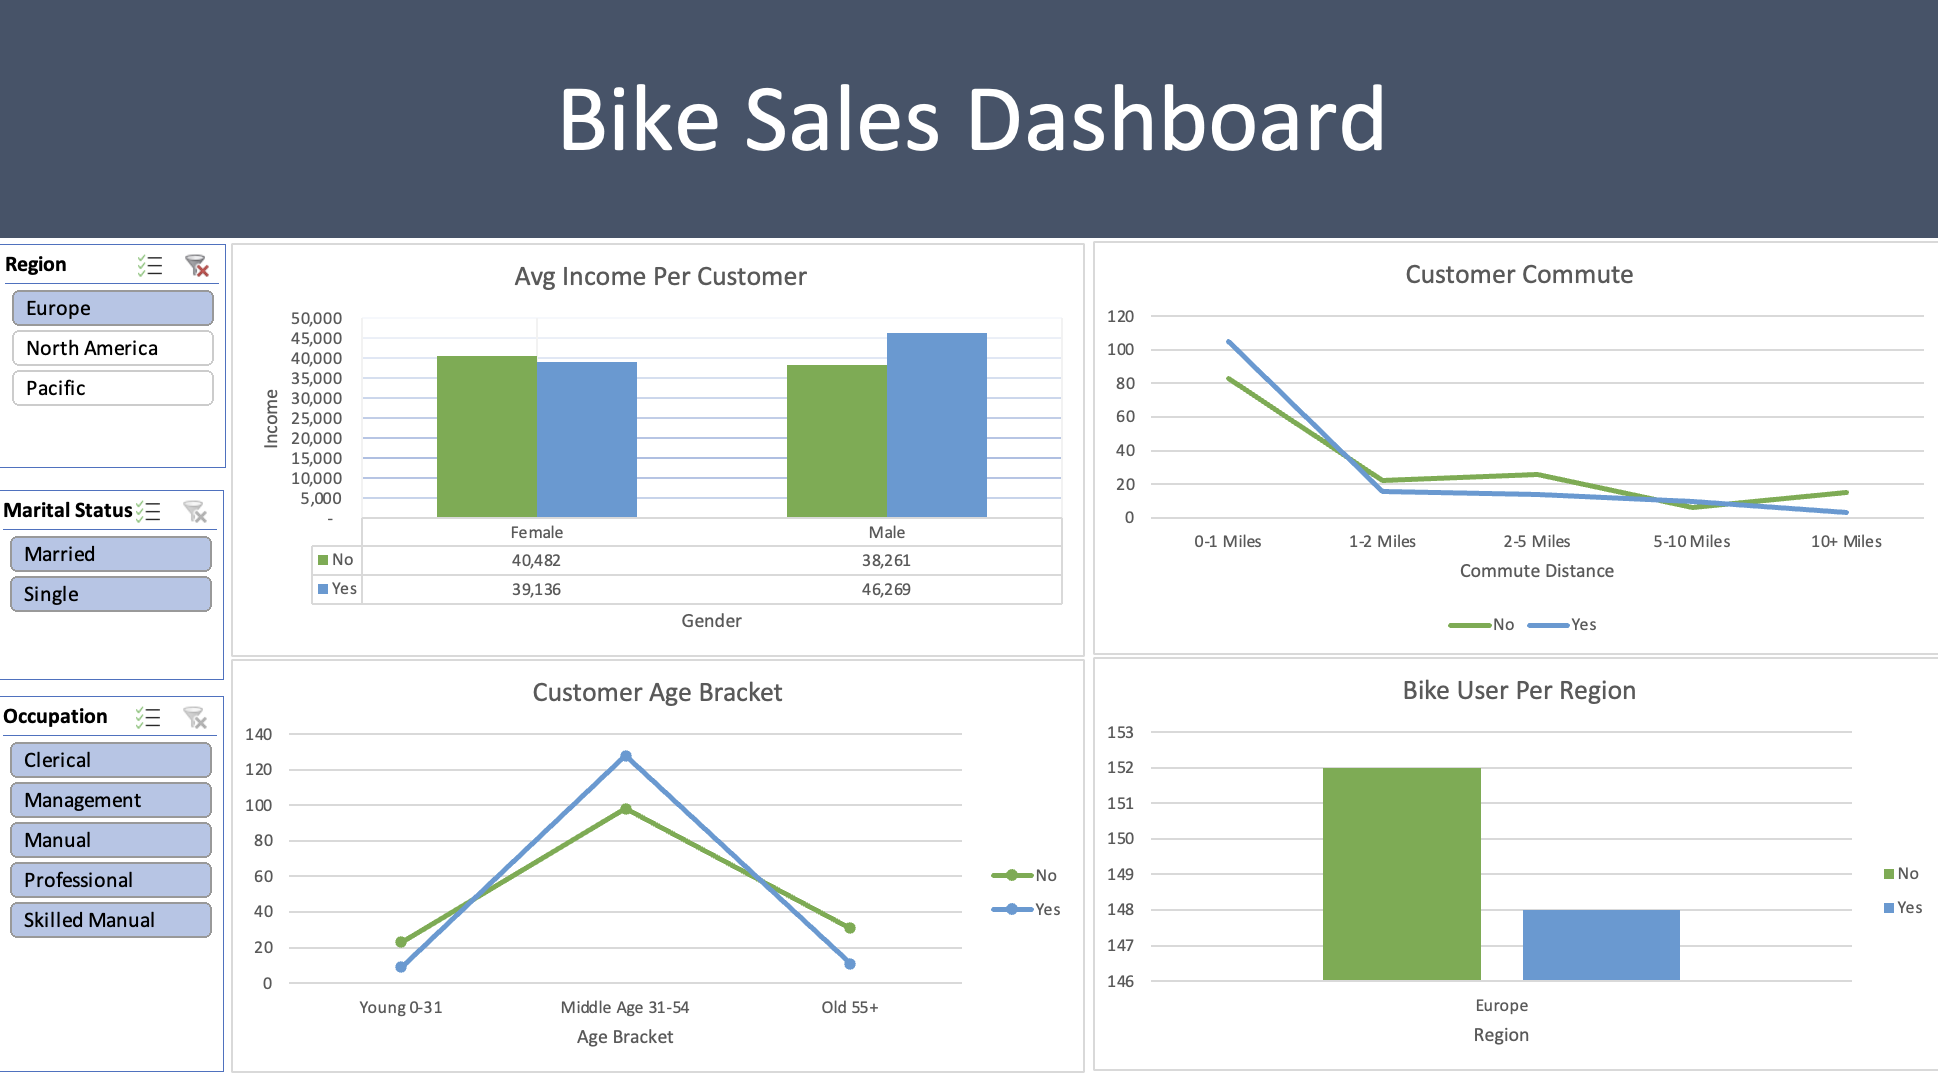 Bike Sales Dashboard
Region
Europe
North America
Pacific
Marital Status
Married
Single
Occupation
Clerical
Management
Manual
Professional
Skilled Manual
Avg Income Per Customer
Income
50,000
45,000
40,000
35,000
30,000
25,000
20,000
15,000
10,000
5,000
-
Female Male
No 40,482 38,261
Yes 39,136 46,269
Gender
Customer Commute
120
100
80
60
40
20
0
0-1 Miles 1-2 Miles 2-5 Miles 5-10 Miles 10+ Miles
Commute Distance
No Yes
Customer Age Bracket
140
120
100
80
60
40
20
0
Young 0-31 Middle Age 31-54 Old 55+
Age Bracket
No
Yes
Bike User Per Region
153
152
151
150
149
148
147
146
Europe
Region
No
Yes